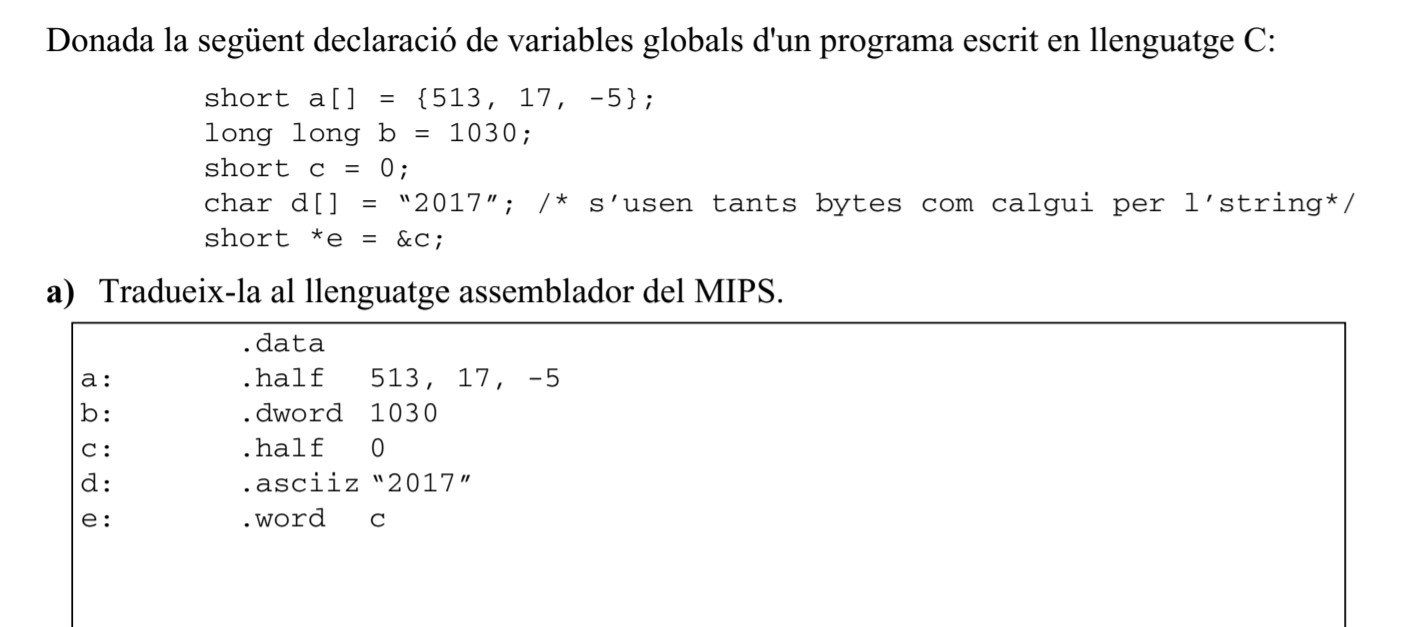 Donada la següent declaració de variables globals d'un programa escrit en llenguatge C:
short a[] = {513, 17, -5};
long long b = 1030;
short c = 0;
char d[] = “2017”; /* s’usen tants bytes com calgui per l’string*/
short *e = &c;
a) Tradueix-la al llenguatge assemblador del MIPS.
.data
a: .half 513, 17, -5
b: .dword 1030
c: .half 0
d: .asciiz “2017”
e: .word c